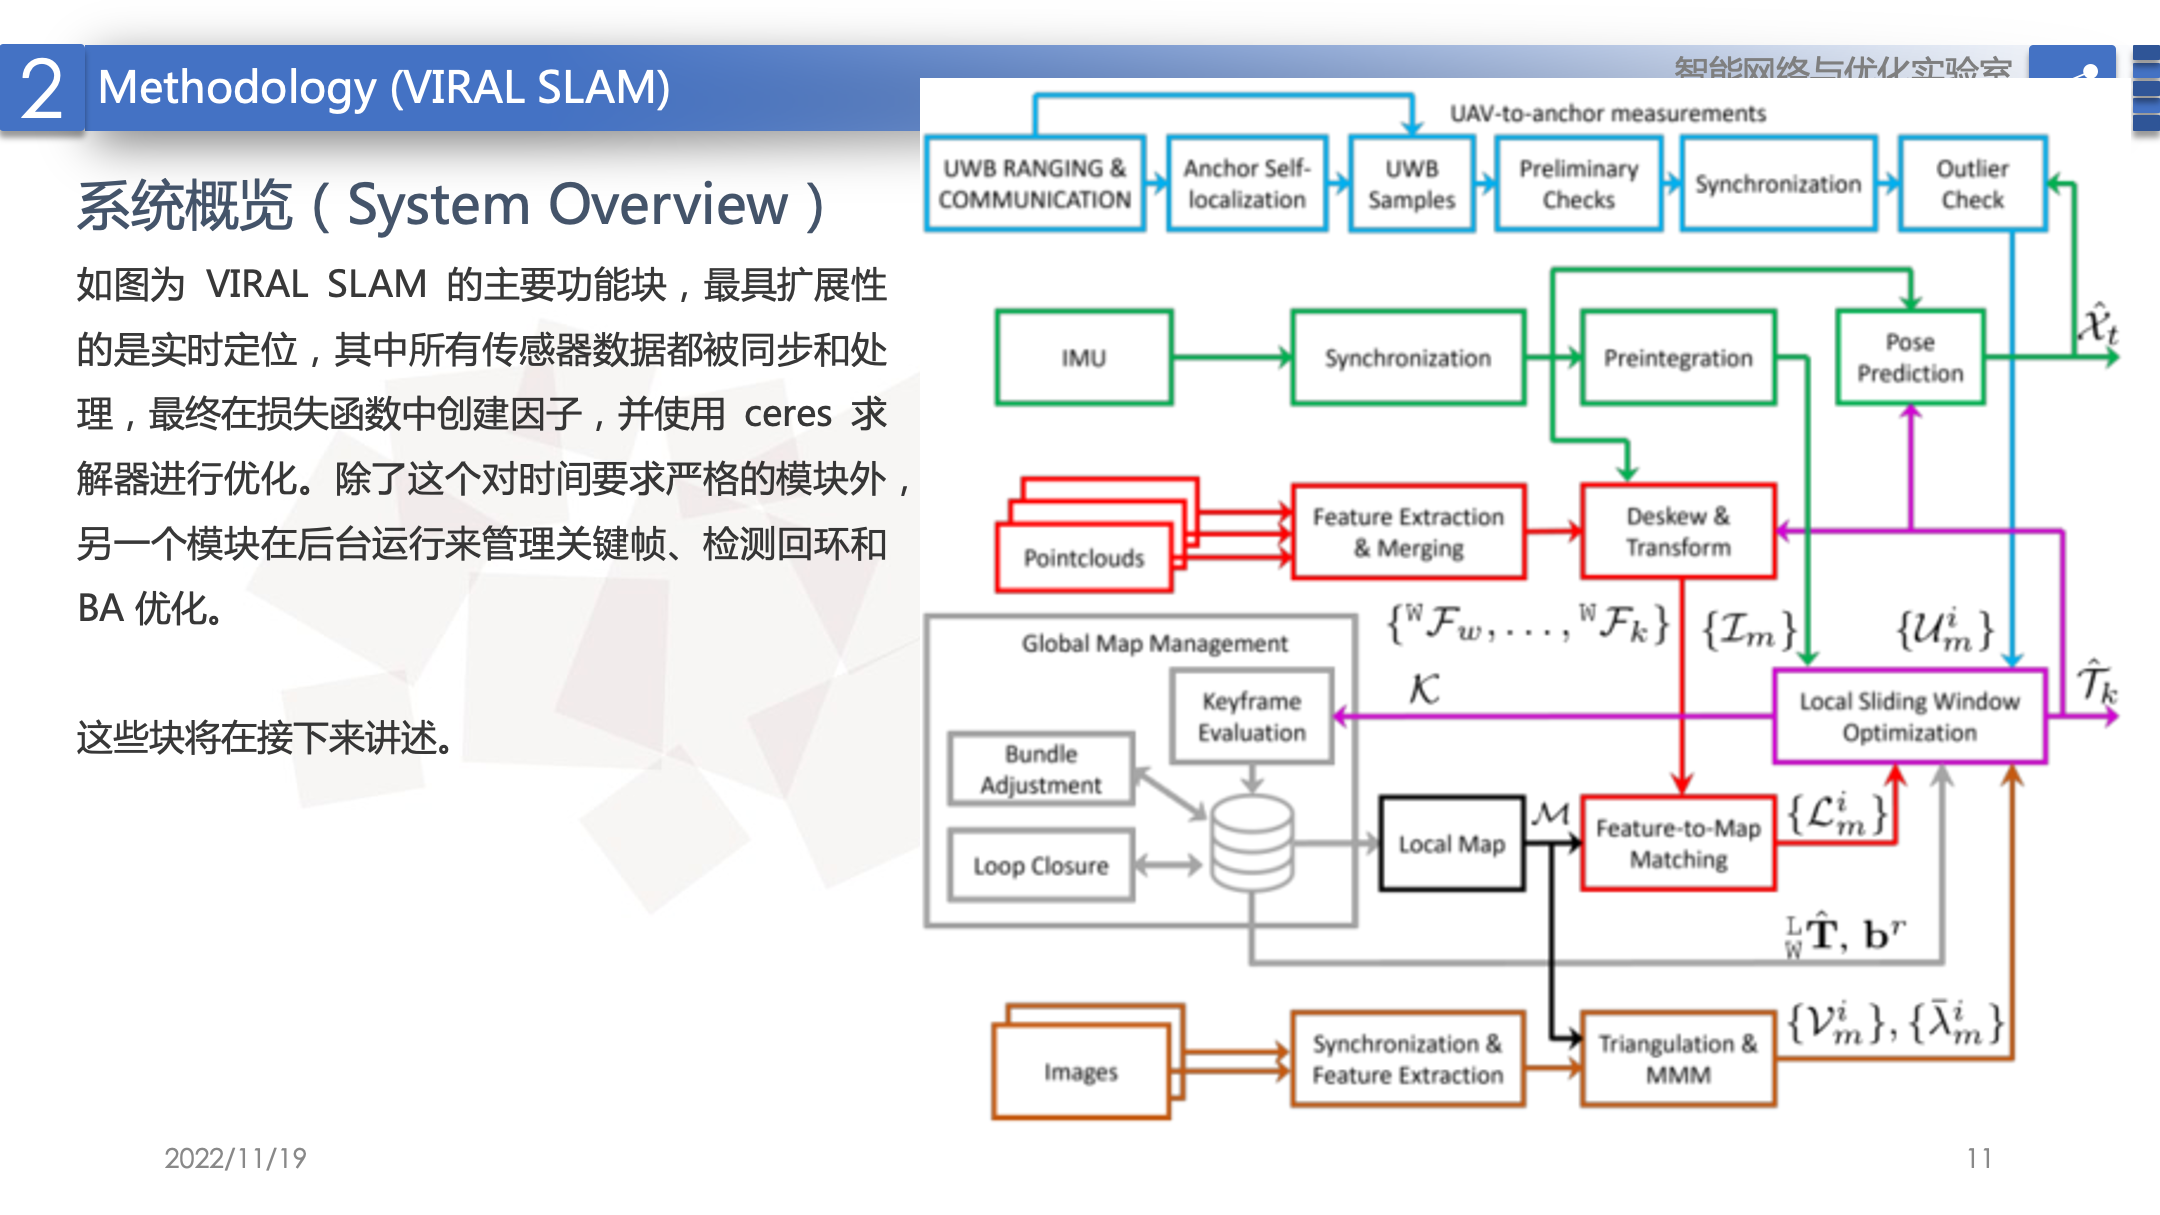 2
Methodology (VIRAL SLAM)
智能网络与优化实验室
系统概览（System Overview）
如图为 VIRAL SLAM 的主要功能块，最具扩展性
的是实时定位，其中所有传感器数据都被同步和处
理，最终在损失函数中创建因子，并使用 ceres 求
解器进行优化。除了这个对时间要求严格的模块外，
另一个模块在后台运行来管理关键帧、检测回环和
BA 优化。
这些块将在接下来讲述。
UAV-to-anchor measurements
UWB RANGING &
COMMUNICATION
Anchor Self-
localization
UWB
Samples
Preliminary
Checks
Synchronization
Outlier
Check
IMU
Synchronization
Preintegration
Pose
Prediction
$\hat{\mathcal{X}}_t$
Pointclouds
Feature Extraction
& Merging
Deskew &
Transform
$\{^{W}\mathcal{F}_w, \ldots, {}^{W}\mathcal{F}_k\}$
$\{\mathcal{I}_m\}$
$\{\mathcal{U}_m^i\}$
Global Map Management
Keyframe
Evaluation
$\mathcal{K}$
Local Sliding Window
Optimization
$\hat{\mathcal{T}}_k$
Bundle
Adjustment
Loop Closure
Local Map
$\mathcal{M}$
Feature-to-Map
Matching
$\{\mathcal{L}_m^i\}$
$^{L}_{W}\hat{\mathbf{T}}, \mathbf{b}^r$
Images
Synchronization &
Feature Extraction
Triangulation &
MMM
$\{\mathcal{V}_m^i\}, \{\bar{\lambda}_m^i\}$
2022/11/19
11